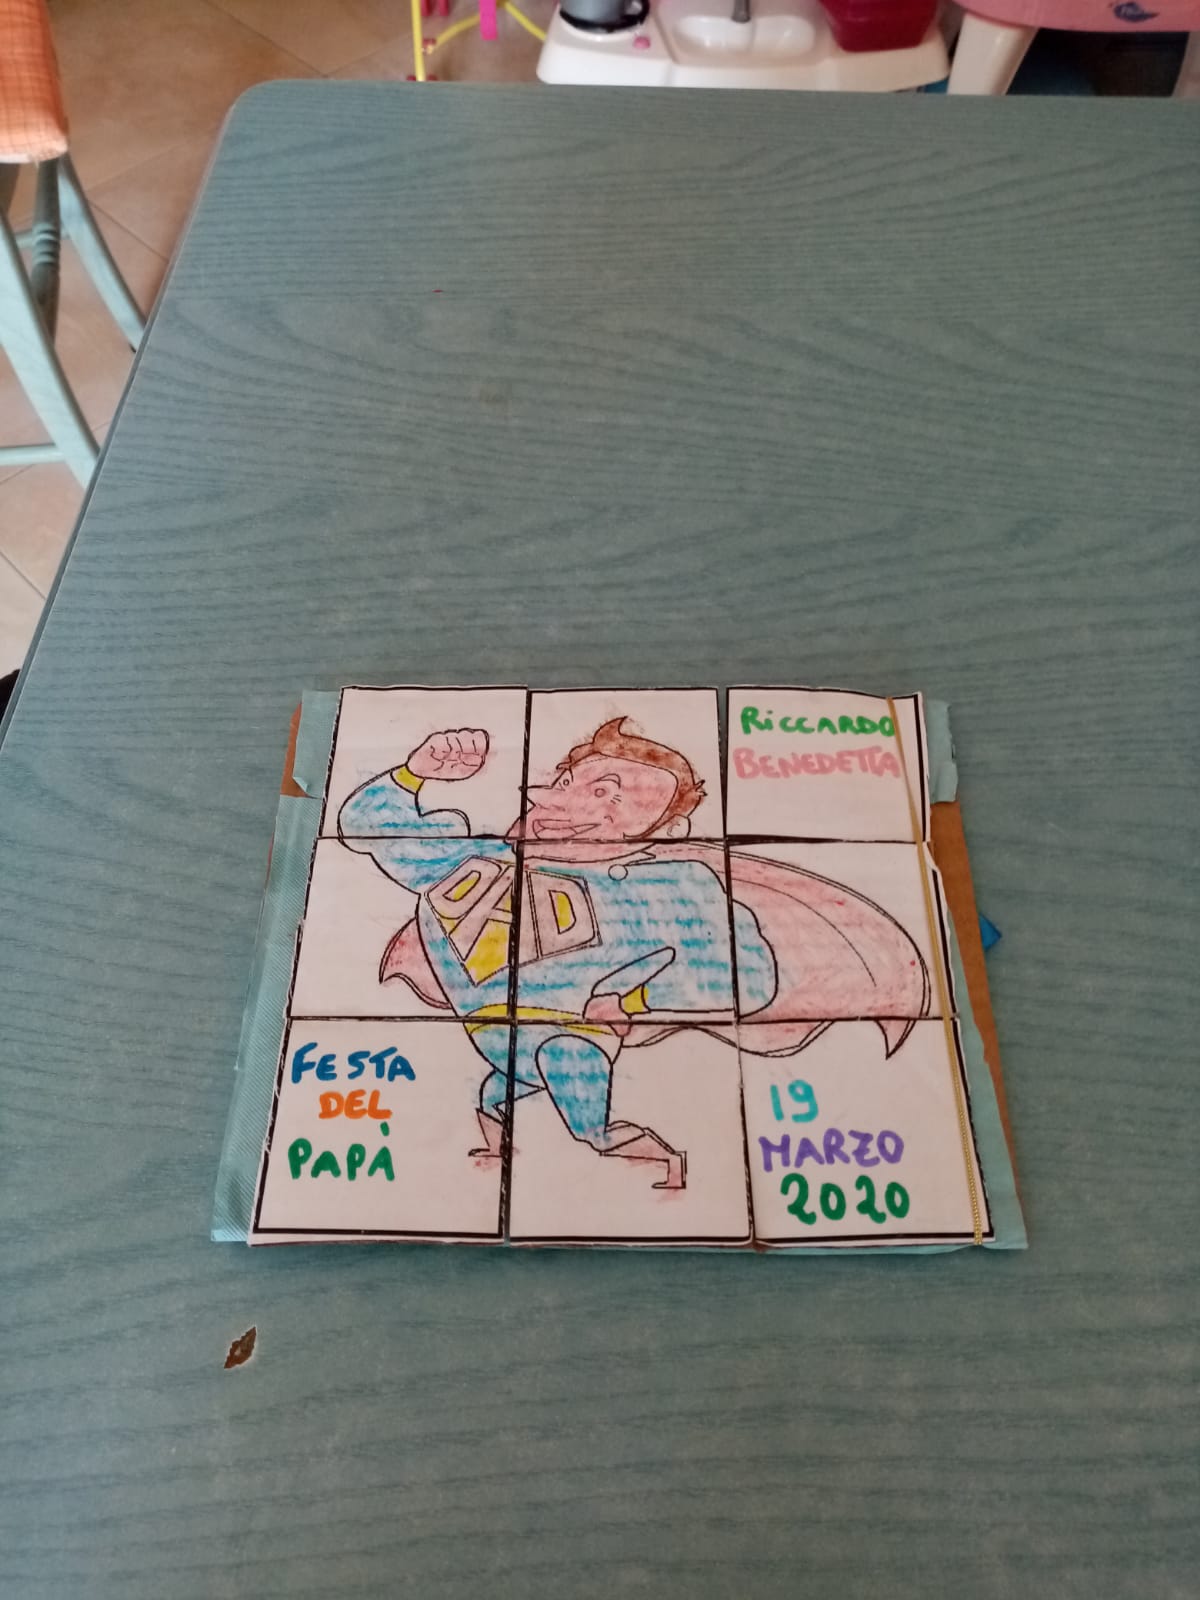 RiCCARDO
BENEDETTA
DAD
FESTA
DEL
PAPÀ
19
MARZO
2020